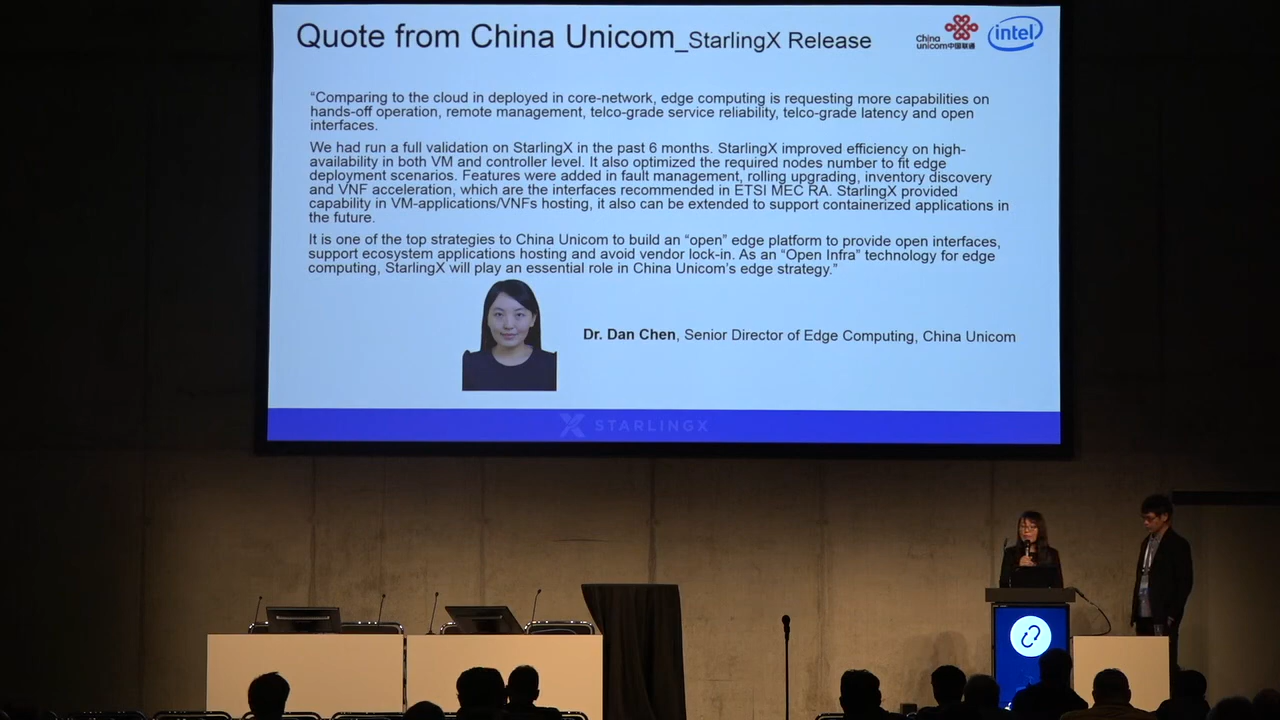 Quote from China Unicom_StarlingX Release
China
unicom中国联通
intel
“Comparing to the cloud in deployed in core-network, edge computing is requesting more capabilities on
hands-off operation, remote management, telco-grade service reliability, telco-grade latency and open
interfaces.
We had run a full validation on StarlingX in the past 6 months. StarlingX improved efficiency on high-
availability in both VM and controller level. It also optimized the required nodes number to fit edge
deployment scenarios. Features were added in fault management, rolling upgrading, inventory discovery
and VNF acceleration, which are the interfaces recommended in ETSI MEC RA. StarlingX provided
capability in VM-applications/VNFs hosting, it also can be extended to support containerized applications in
the future.
It is one of the top strategies to China Unicom to build an “open” edge platform to provide open interfaces,
support ecosystem applications hosting and avoid vendor lock-in. As an “Open Infra” technology for edge
computing, StarlingX will play an essential role in China Unicom’s edge strategy.”
Dr. Dan Chen, Senior Director of Edge Computing, China Unicom
STARLINGX